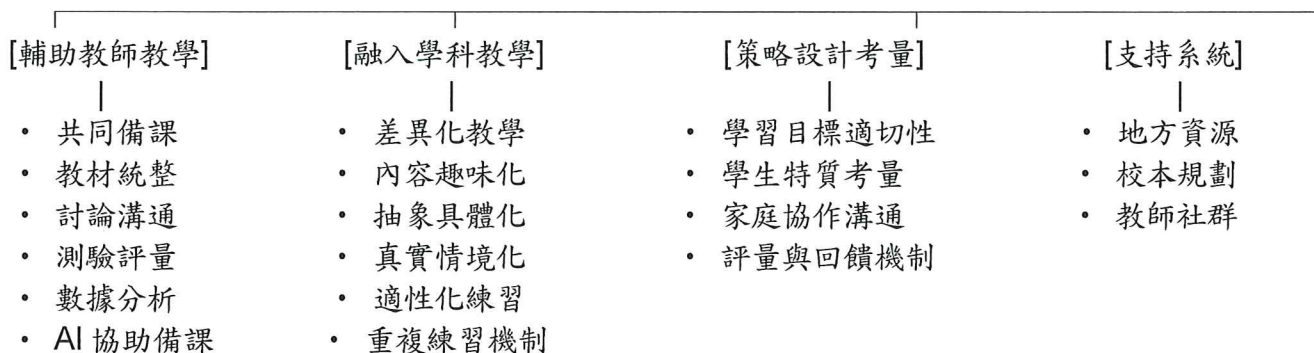 [輔助教師教學]
• 共同備課
• 教材統整
• 討論溝通
• 測驗評量
• 數據分析
• AI 協助備課
[融入學科教學]
• 差異化教學
• 內容趣味化
• 抽象具體化
• 真實情境化
• 適性化練習
• 重複練習機制
[策略設計考量]
• 學習目標適切性
• 學生特質考量
• 家庭協作溝通
• 評量與回饋機制
[支持系統]
• 地方資源
• 校本規劃
• 教師社群